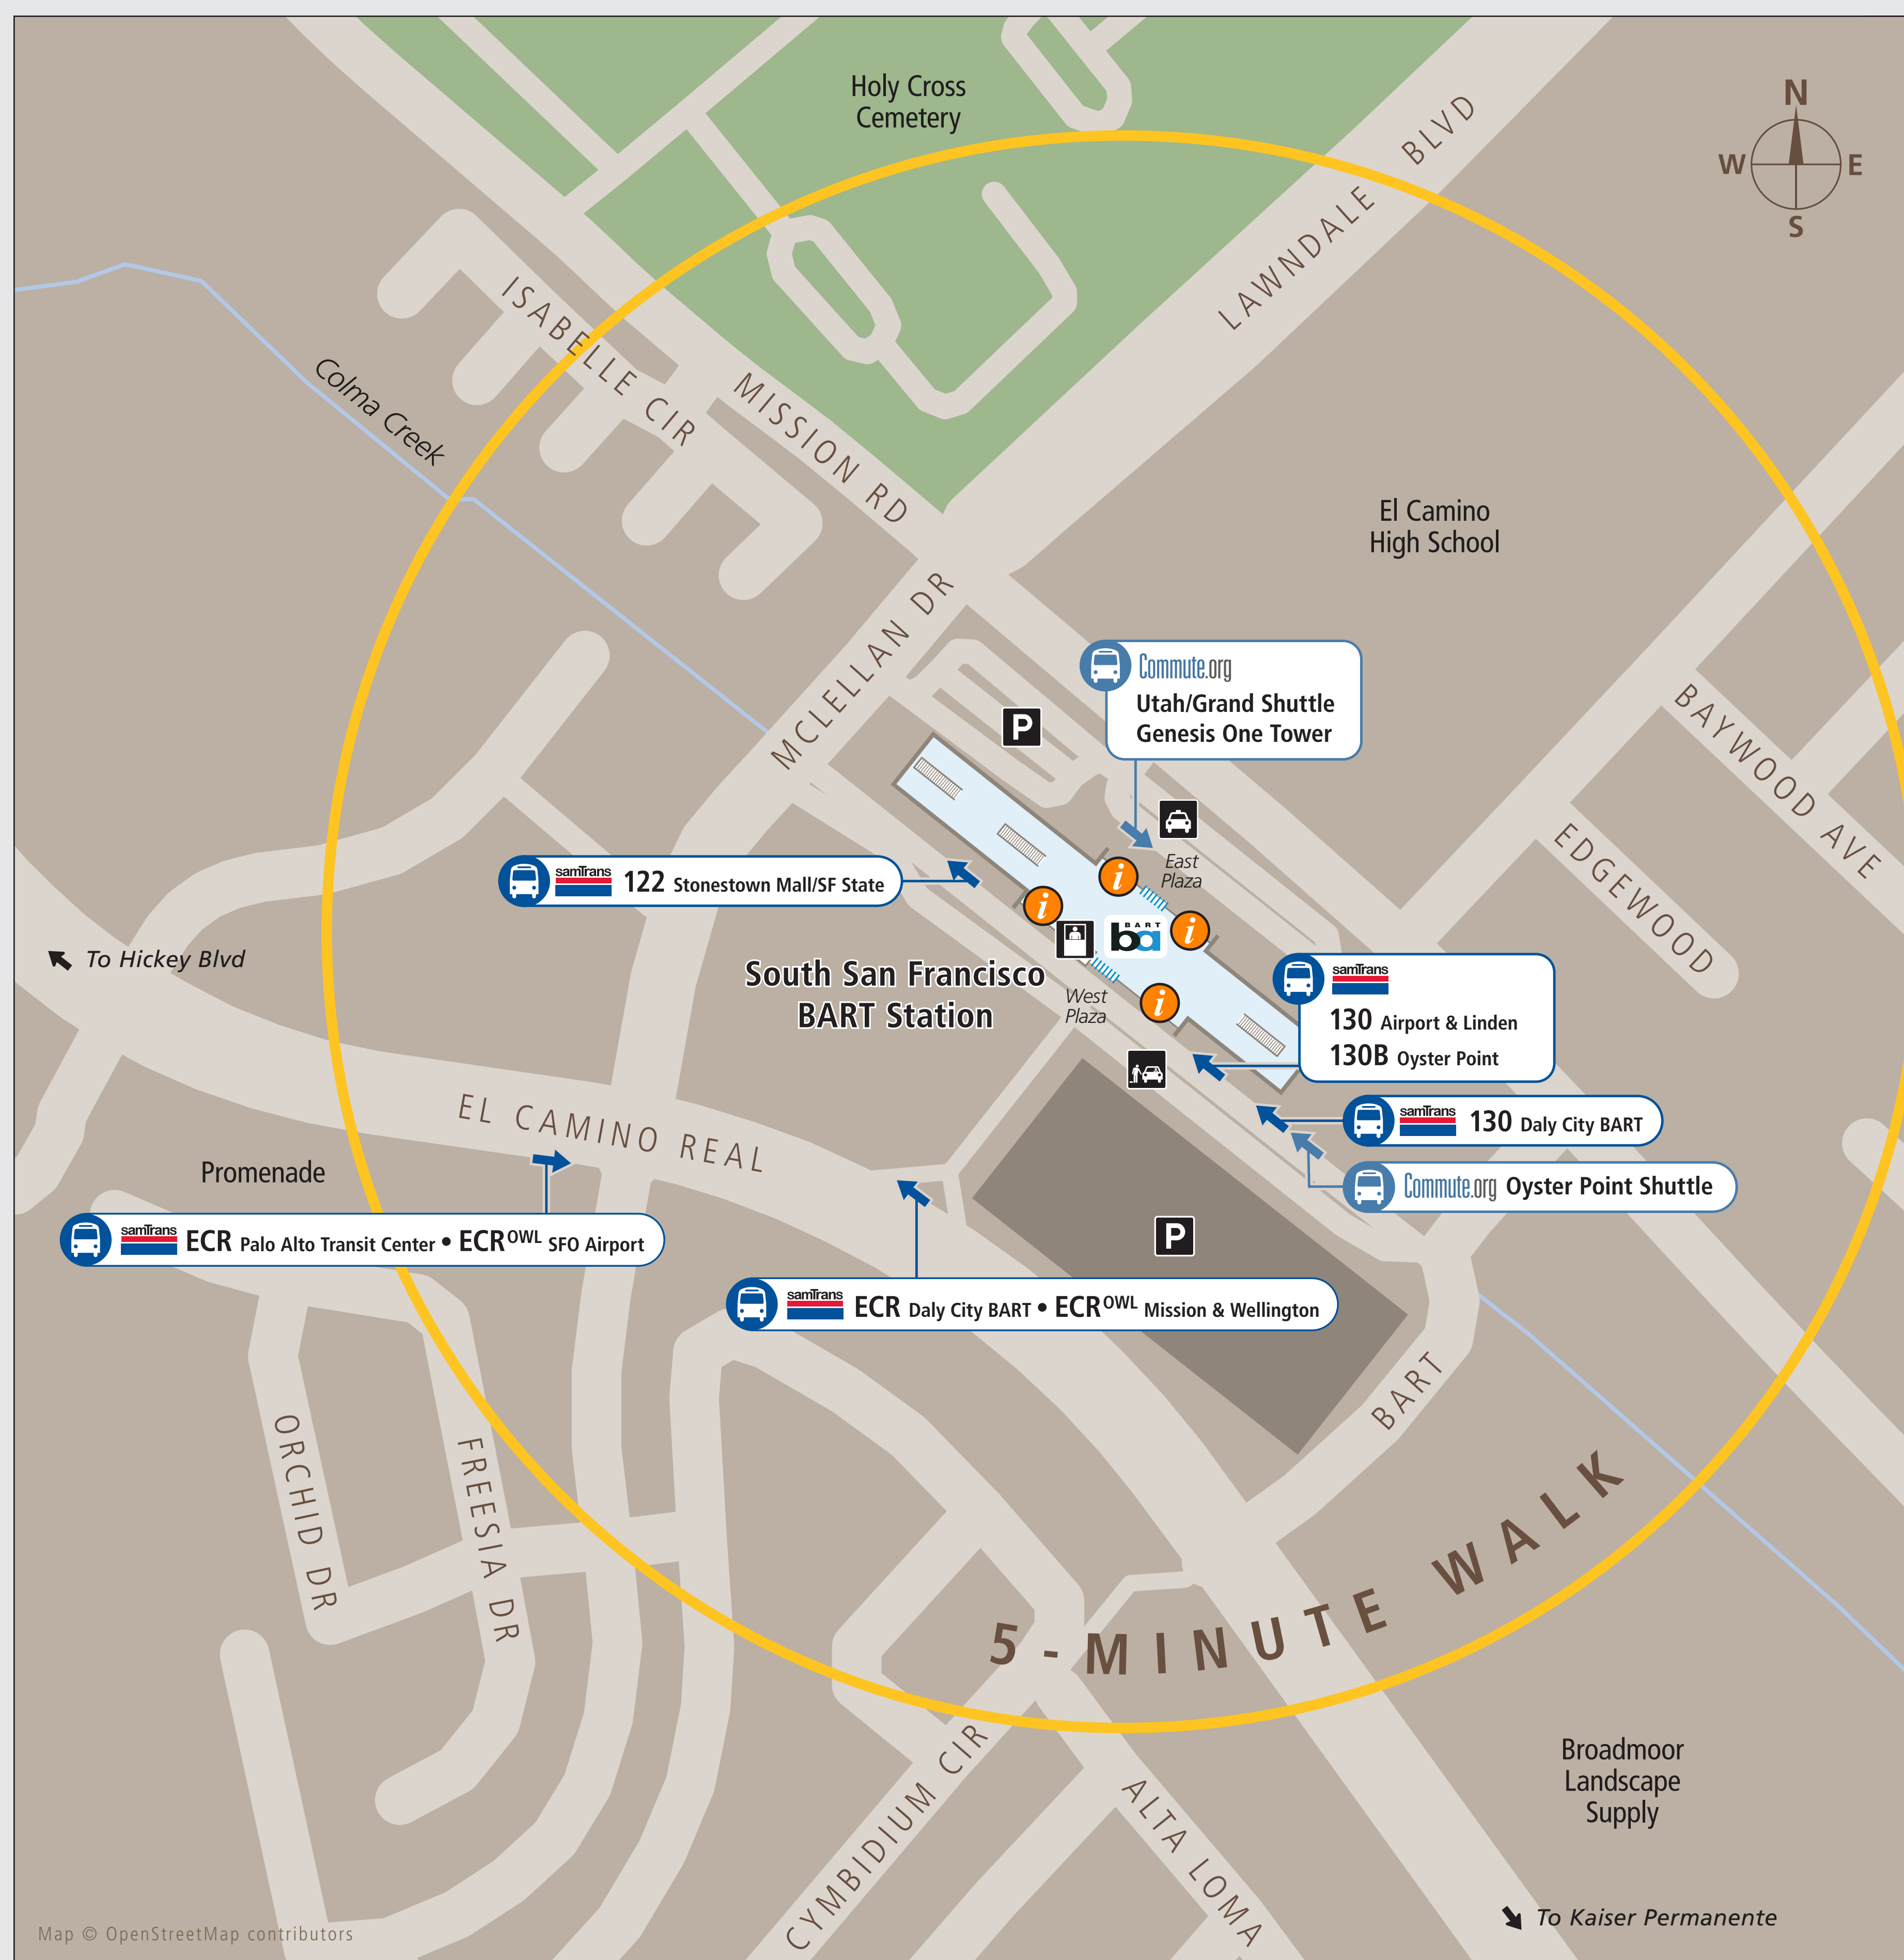 Holy Cross
Cemetery
N
W E
S
LAWNDALE BLVD
ISABELLE CIR
Colma Creek
MISSION RD
El Camino
High School
MCLELLAN DR
Commute.org
Utah/Grand Shuttle
Genesis One Tower
P
BAYWOOD AVE
EDGEWOOD
East
Plaza
samTrans 122 Stonestown Mall/SF State
i
i
i
BART
ba
To Hickey Blvd
South San Francisco
BART Station
West
Plaza
i
samTrans
130 Airport & Linden
130B Oyster Point
EL CAMINO REAL
samTrans 130 Daly City BART
Promenade
Commute.org Oyster Point Shuttle
samTrans ECR Palo Alto Transit Center • ECR OWL SFO Airport
P
samTrans ECR Daly City BART • ECR OWL Mission & Wellington
BART
ORCHID DR
FREESIA DR
5-MINUTE WALK
CYMBIDIUM CIR
ALTA LOMA
Broadmoor
Landscape
Supply
To Kaiser Permanente
Map © OpenStreetMap contributors